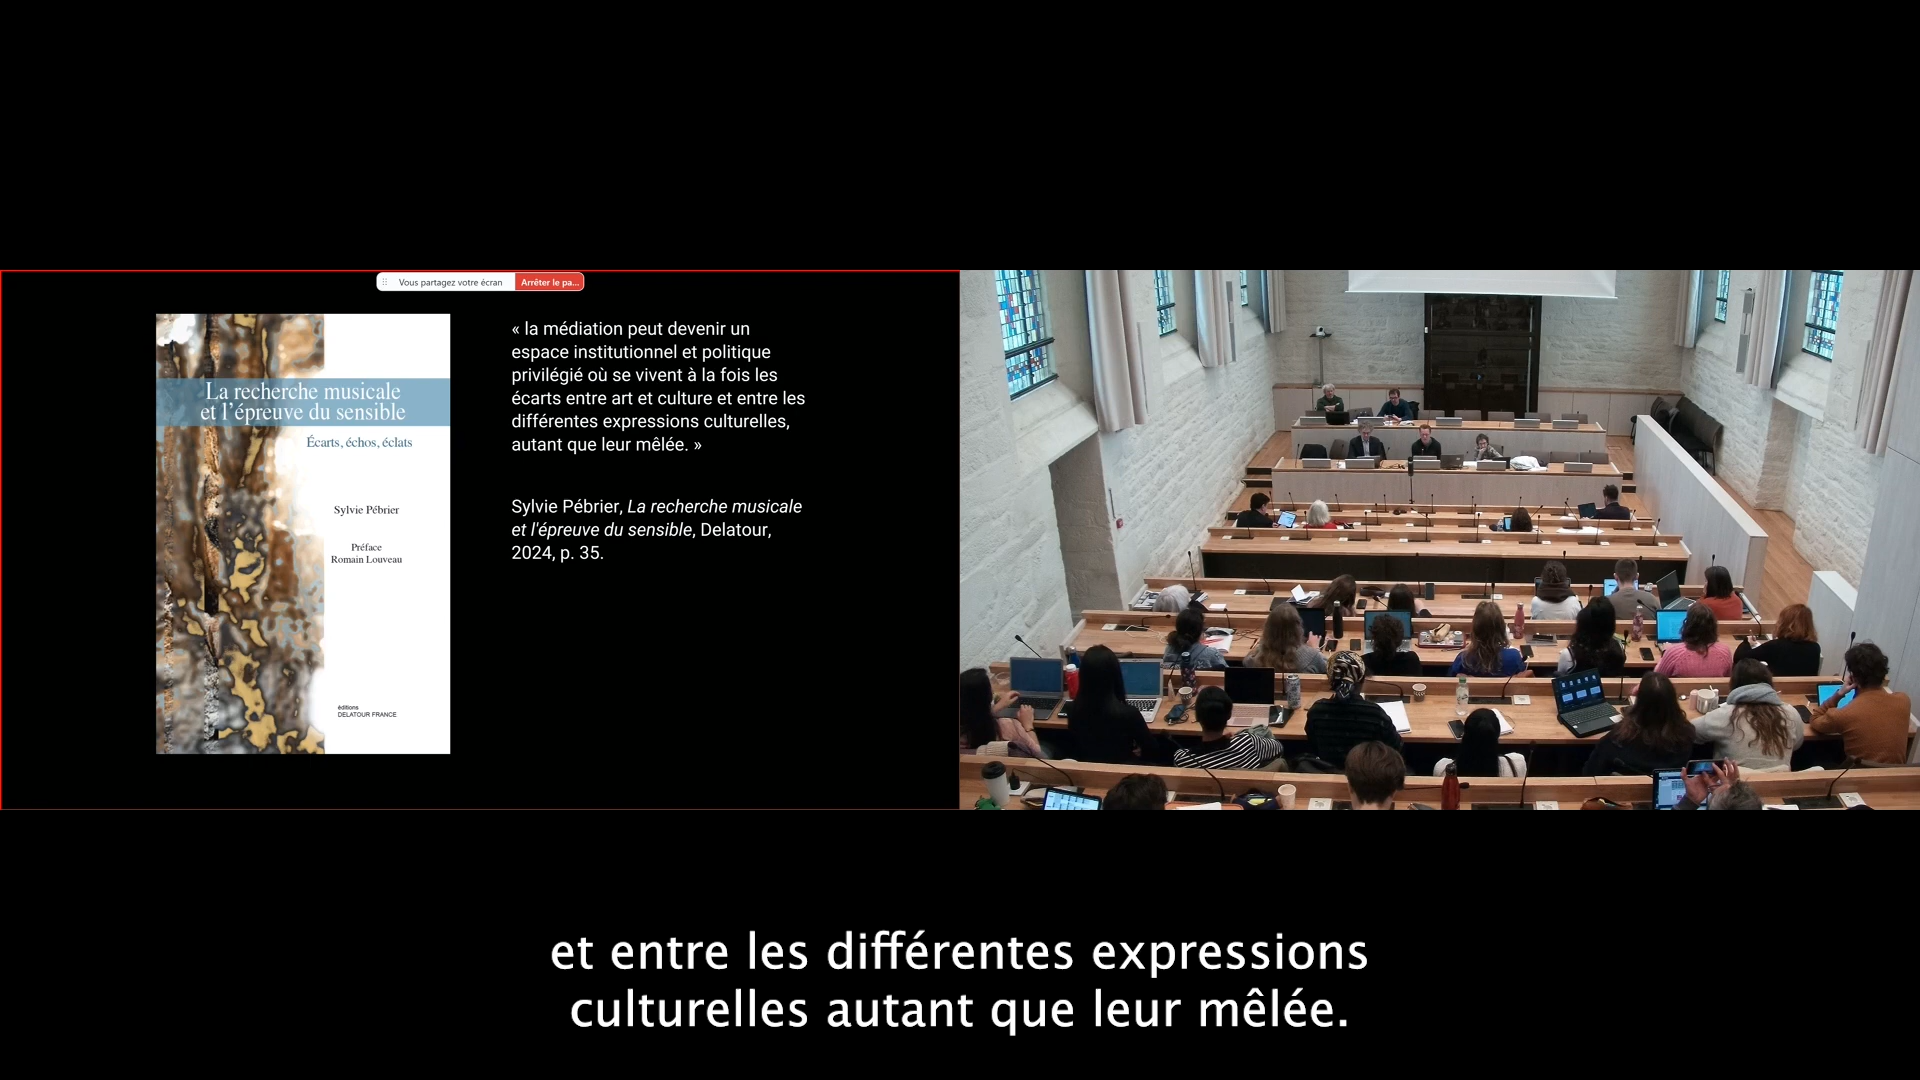 Vous partagez votre écran
Arrêter le pa...
La recherche musicale
et l'épreuve du sensible
Écarts, échos, éclats
Sylvie Pébrier
Préface
Romain Louveau
éditions
DELATOUR FRANCE
« la médiation peut devenir un
espace institutionnel et politique
privilégié où se vivent à la fois les
écarts entre art et culture et entre les
différentes expressions culturelles,
autant que leur mêlée. »
Sylvie Pébrier, La recherche musicale
et l'épreuve du sensible, Delatour,
2024, p. 35.
et entre les différentes expressions
culturelles autant que leur mêlée.